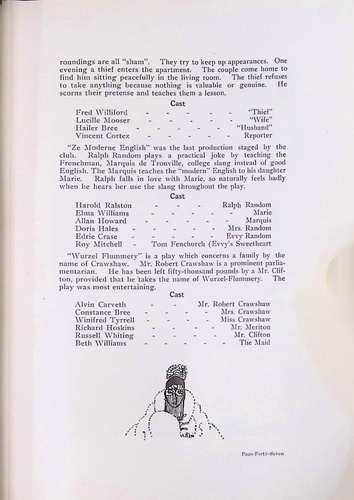 roundings are all "sham". They try to keep up appearances. One
evening a thief enters the apartment. The couple come home to
find him sitting peacefully in the living room. The thief refuses
to take anything because nothing is valuable or genuine. He
scorns their pretense and teaches them a lesson.
Cast
Fred Williford - - - - - "Thief"
Lucille Mooser - - - - - "Wife"
Hailer Bree - - - - - "Husband"
Vincent Cortez - - - - - Reporter
"Ze Moderne English" was the last production staged by the
club. Ralph Random plays a practical joke by teaching the
Frenchman, Marquis de Trouville, college slang instead of good
English. The Marquis teaches the "modern" English to his daughter
Marie. Ralph falls in love with Marie, so naturally feels badly
when he hears her use the slang throughout the play.
Cast
Harold Ralston - - - - Ralph Random
Elma Williams - - - - - Marie
Allan Howard - - - - - Marquis
Doris Hales - - - - - Mrs. Random
Edric Crase - - - - - Evvy Random
Roy Mitchell - - Tom Fenchurch (Evvy's Sweetheart
"Wurzel Flummery" is a play which concerns a family by the
name of Crawshaw. Mr. Robert Crawshaw is a prominent parlia-
mentarian. He has been left fifty-thousand pounds by a Mr. Clif-
ton, provided that he takes the name of Wurzel-Flummery. The
play was most entertaining.
Cast
Alvin Carveth - - Mr. Robert Crawshaw
Constance Bree - - - Mrs. Crawshaw
Winifred Tyrrell - - - Miss Crawshaw
Richard Hoskins - - - - Mr. Meriton
Russell Whiting - - - - Mr. Clifton
Beth Williams - - - - The Maid
Page Forty-Seven